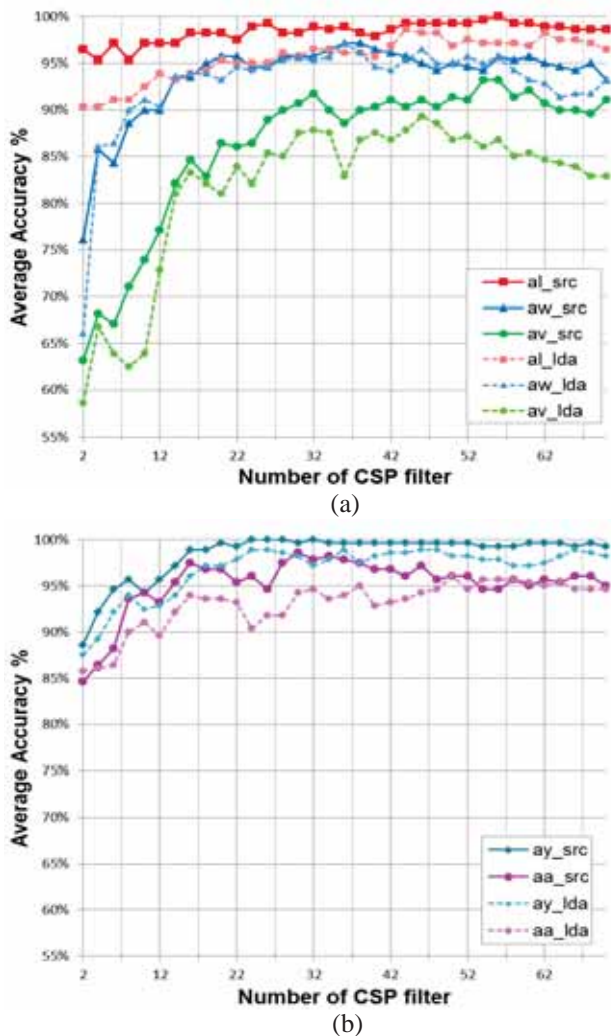 100%
95%
90%
85%
80%
75%
70%
65%
60%
55%
Average Accuracy %
al_src
aw_src
av_src
al_lda
aw_lda
av_lda
2 12 22 32 42 52 62
Number of CSP filter
(a)
100%
95%
90%
85%
80%
75%
70%
65%
60%
55%
Average Accuracy %
ay_src
aa_src
ay_lda
aa_lda
2 12 22 32 42 52 62
Number of CSP filter
(b)